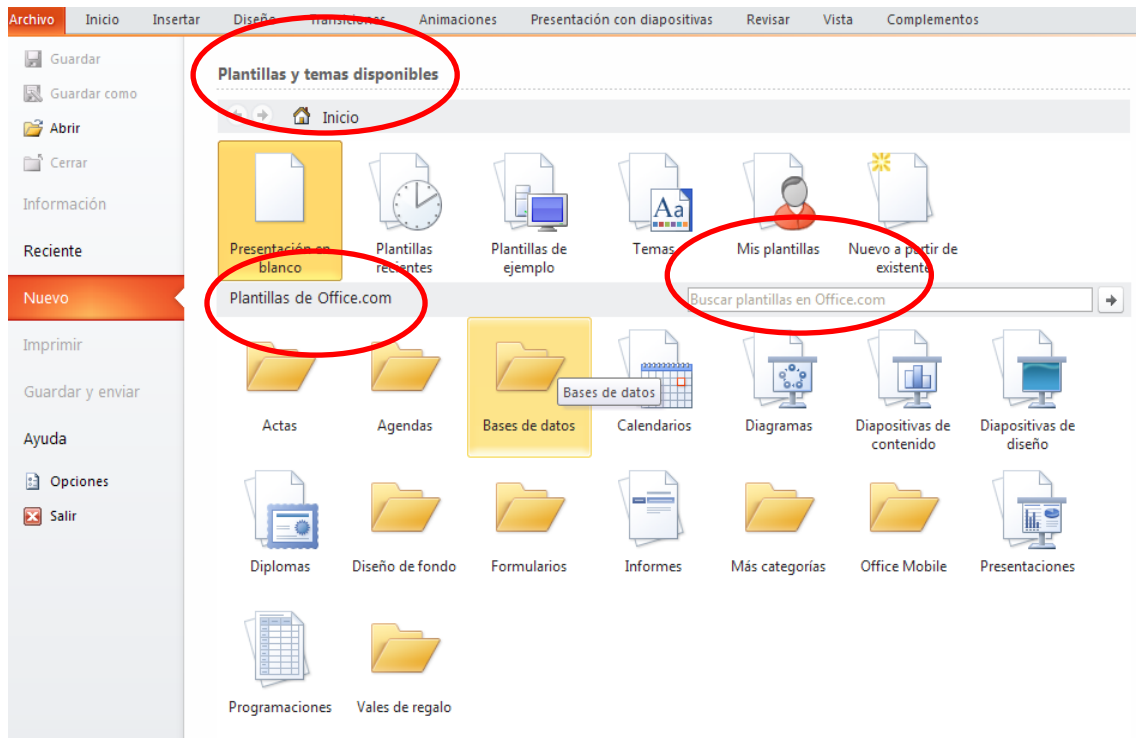 Archivo Inicio Insertar Diseño Transiciones Animaciones Presentación con diapositivas Revisar Vista Complementos
Guardar
Guardar como
Abrir
Cerrar
Información
Reciente
Nuevo
Imprimir
Guardar y enviar
Ayuda
Opciones
Salir
Plantillas y temas disponibles
Inicio
Presentación en blanco
Plantillas recientes
Plantillas de ejemplo
Temas
Mis plantillas
Nuevo a partir de existente
Plantillas de Office.com
Buscar plantillas en Office.com
Bases de datos
Actas
Agendas
Bases de datos
Calendarios
Diagramas
Diapositivas de contenido
Diapositivas de diseño
Diplomas
Diseño de fondo
Formularios
Informes
Más categorías
Office Mobile
Presentaciones
Programaciones
Vales de regalo